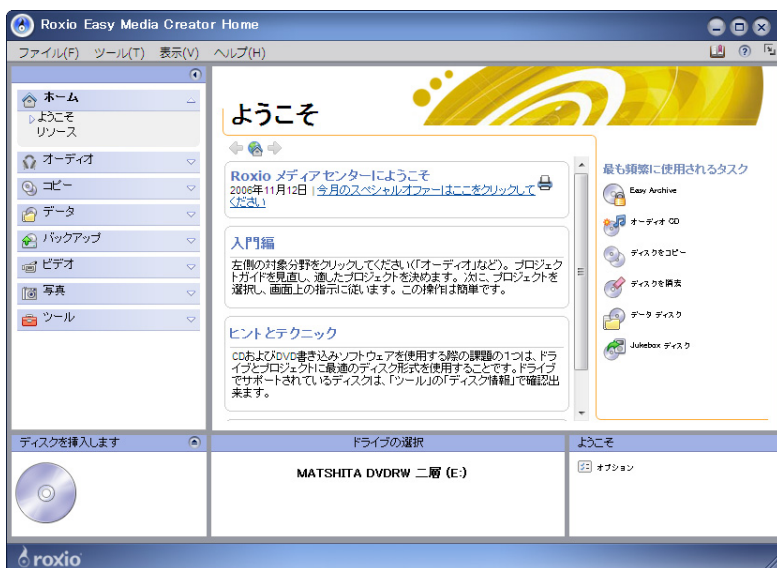 Roxio Easy Media Creator Home
ファイル(F) ツール(T) 表示(V) ヘルプ(H)
ホーム
ようこそ
リソース
オーディオ
コピー
データ
バックアップ
ビデオ
写真
ツール
ようこそ
Roxio メディアセンターにようこそ
2006年11月12日 | 今月のスペシャルオファーはここをクリックして
ください
入門編
左側の対象分野をクリックしてください(「オーディオ」など)。プロジェク
トガイドを見直し、適したプロジェクトを決めます。次に、プロジェクトを
選択し、画面上の指示に従います。この操作は簡単です。
ヒントとテクニック
CDおよびDVD書き込みソフトウェアを使用する際の課題の1つは、ドラ
イブとプロジェクトに最適のディスク形式を使用することです。ドライブ
でサポートされているディスクは、「ツール」の「ディスク情報」で確認出
来ます。
最も頻繁に使用されるタスク
Easy Archive
オーディオ CD
ディスクをコピー
ディスクを消去
データ ディスク
Jukebox ディスク
ディスクを挿入します
ドライブの選択
MATSHITA DVDRW 二層 (E:)
ようこそ
オプション
roxio